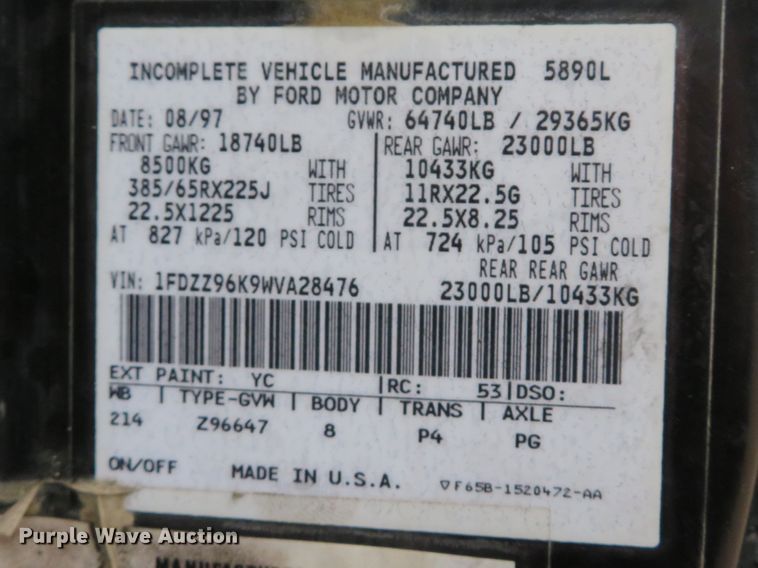 INCOMPLETE VEHICLE MANUFACTURED 5890L
BY FORD MOTOR COMPANY
DATE: 08/97 GVWR: 64740LB / 29365KG
FRONT GAWR: 18740LB REAR GAWR: 23000LB
8500KG WITH 10433KG WITH
385/65RX225J TIRES 11RX22.5G TIRES
22.5X1225 RIMS 22.5X8.25 RIMS
AT 827 kPa/120 PSI COLD AT 724 kPa/105 PSI COLD
REAR REAR GAWR
VIN: 1FDZZ96K9WVA28476 23000LB/10433KG
EXT PAINT: YC RC: 53 DSO:
WB TYPE-GVW BODY TRANS AXLE
214 Z96647 8 P4 PG
ON/OFF MADE IN U.S.A. F65B-1520472-AA
Purple Wave Auction